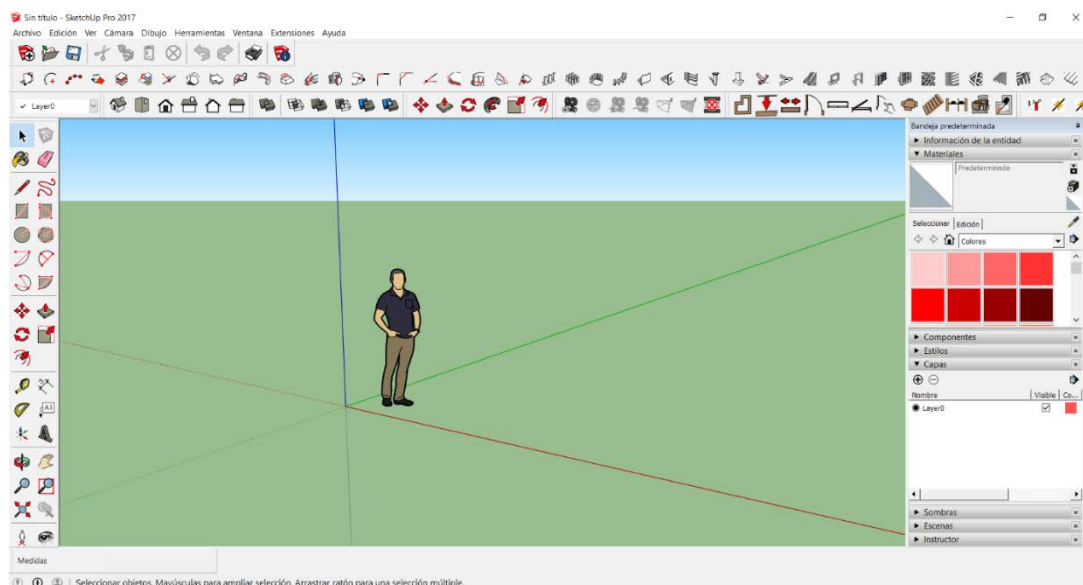 Sin título - SketchUp Pro 2017
Archivo Edición Ver Cámara Dibujo Herramientas Ventana Extensiones Ayuda
Layer0
Bandeja predeterminada
Información de la entidad
Materiales
Predeterminado
Seleccionar Edición
Colores
Componentes
Estilos
Capas
Nombre Visible Co...
Layer0
Sombras
Escenas
Instructor
A1
Medidas
Seleccionar objetos. Mayúsculas para ampliar selección. Arrastrar ratón para una selección múltiple.